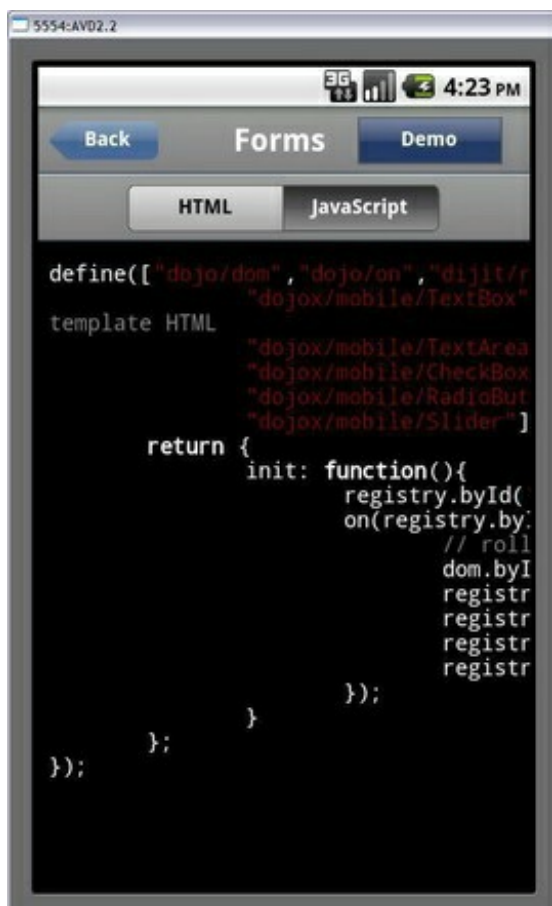 5554:AVD2.2
3G 4:23 PM
Back Forms Demo
HTML JavaScript
define(["dojo/dom","dojo/on","dijit/r
"dojox/mobile/TextBox"
template HTML
"dojox/mobile/TextArea
"dojox/mobile/CheckBox
"dojox/mobile/RadioBut
"dojox/mobile/Slider"]
return {
init: function(){
registry.byId(
on(registry.by
// roll
dom.byI
registr
registr
registr
registr
});
}
};
});